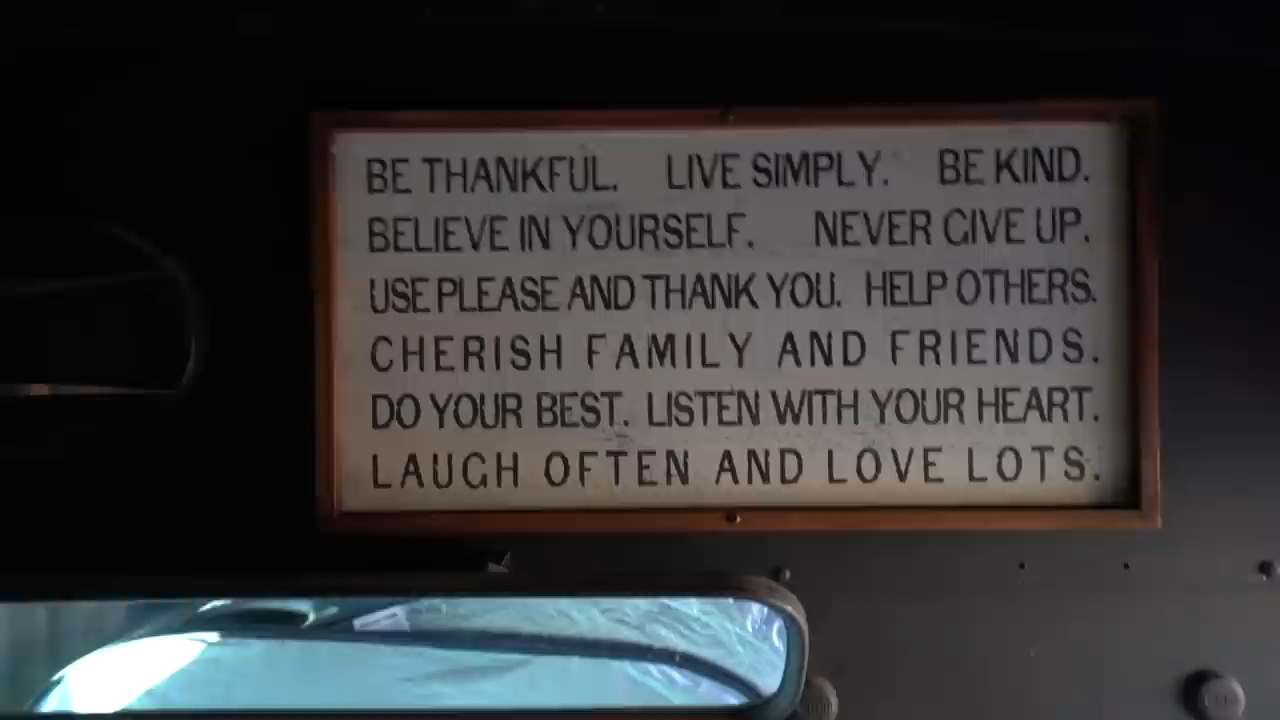 BE THANKFUL. LIVE SIMPLY. BE KIND.
BELIEVE IN YOURSELF. NEVER GIVE UP.
USE PLEASE AND THANK YOU. HELP OTHERS.
CHERISH FAMILY AND FRIENDS.
DO YOUR BEST. LISTEN WITH YOUR HEART.
LAUGH OFTEN AND LOVE LOTS.